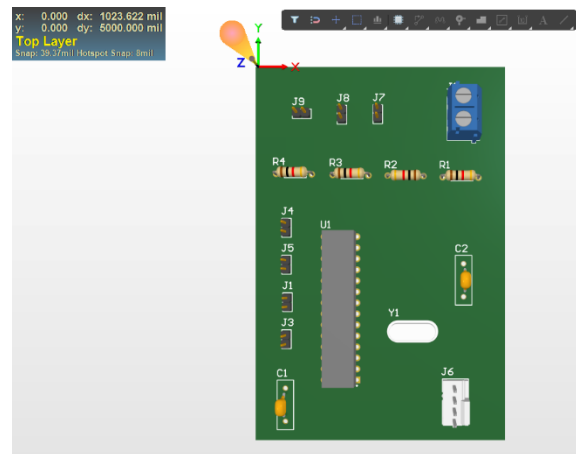 x: 0.000 dx: 1023.622 mil
y: 0.000 dy: 5000.000 mil
Top Layer
Snap: 39.37mil Hotspot Snap: 8mil
Y
Z
X
A
J9
J8
J7
R4
R3
R2
R1
J4
U1
J5
C2
J1
Y1
J3
C1
J6